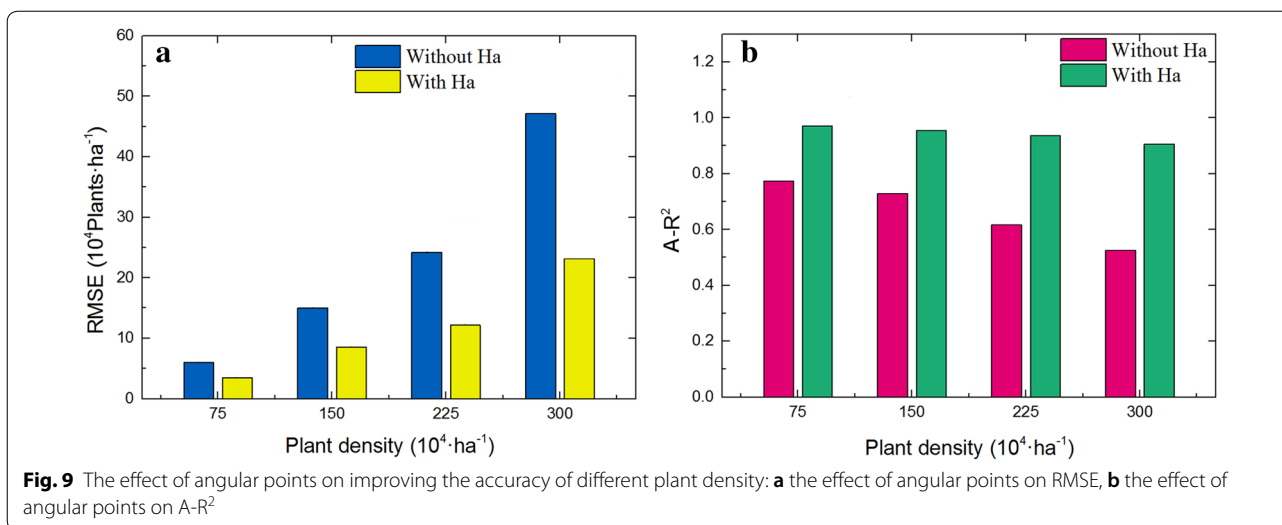 a
Without Ha
With Ha
60
50
40
30
20
10
0
RMSE (10⁴Plants·ha⁻¹)
75 150 225 300
Plant density (10⁴·ha⁻¹)
b
Without Ha
With Ha
1.2
1.0
0.8
0.6
0.4
0.2
0.0
A-R²
75 150 225 300
Plant density (10⁴·ha⁻¹)
Fig. 9 The effect of angular points on improving the accuracy of different plant density: a the effect of angular points on RMSE, b the effect of
angular points on A-R²